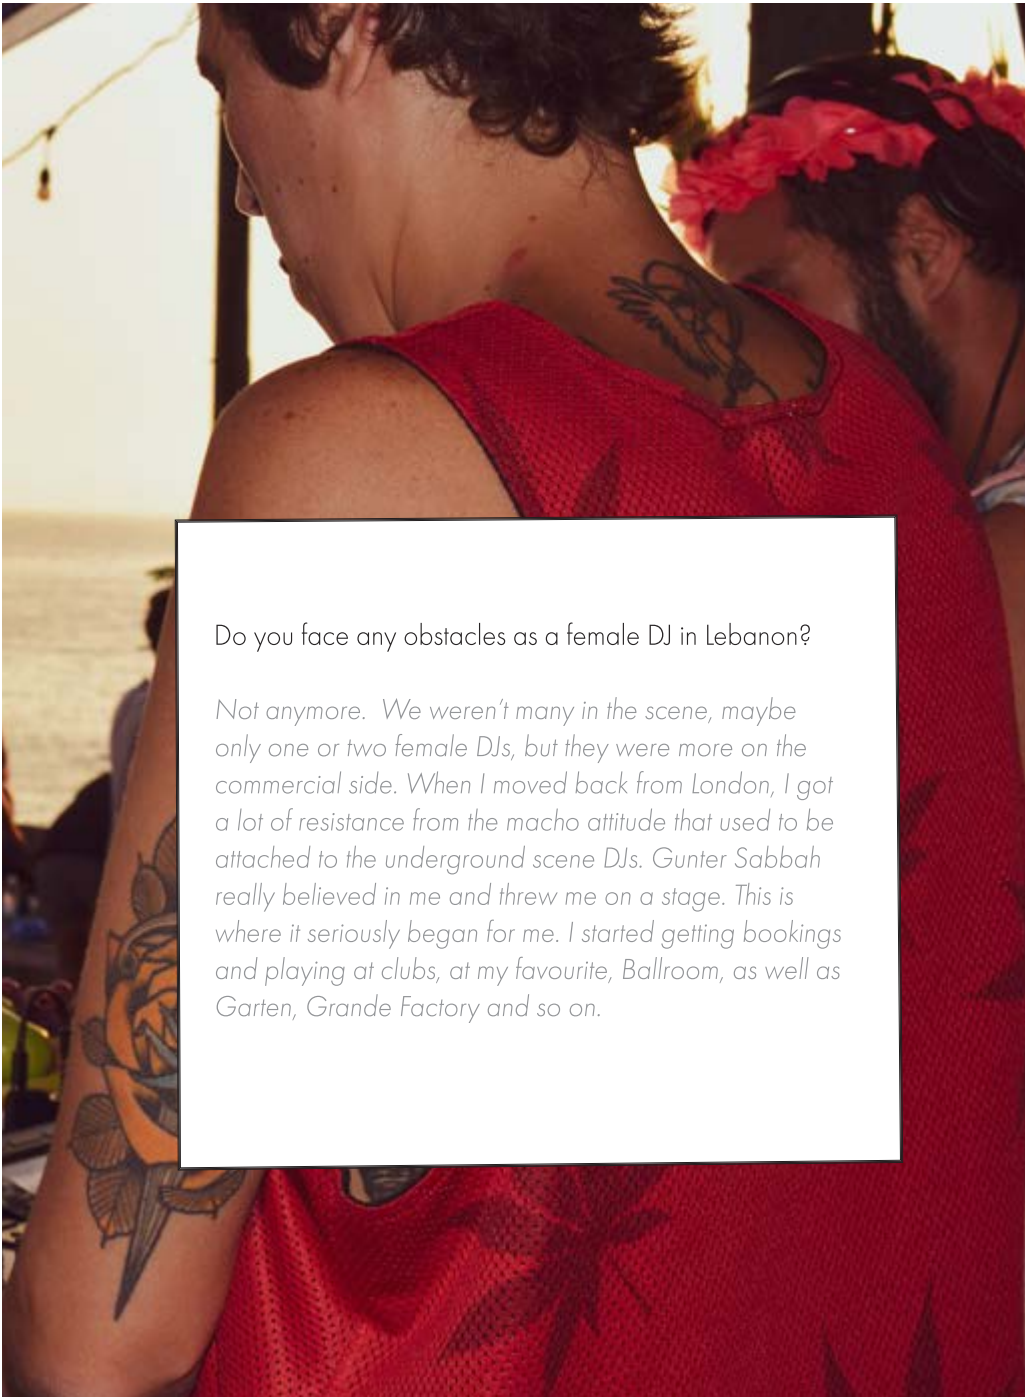 Do you face any obstacles as a female DJ in Lebanon?
Not anymore.  We weren’t many in the scene, maybe
only one or two female DJs, but they were more on the
commercial side. When I moved back from London, I got
a lot of resistance from the macho attitude that used to be
attached to the underground scene DJs. Gunter Sabbah
really believed in me and threw me on a stage. This is
where it seriously began for me. I started getting bookings
and playing at clubs, at my favourite, Ballroom, as well as
Garten, Grande Factory and so on.